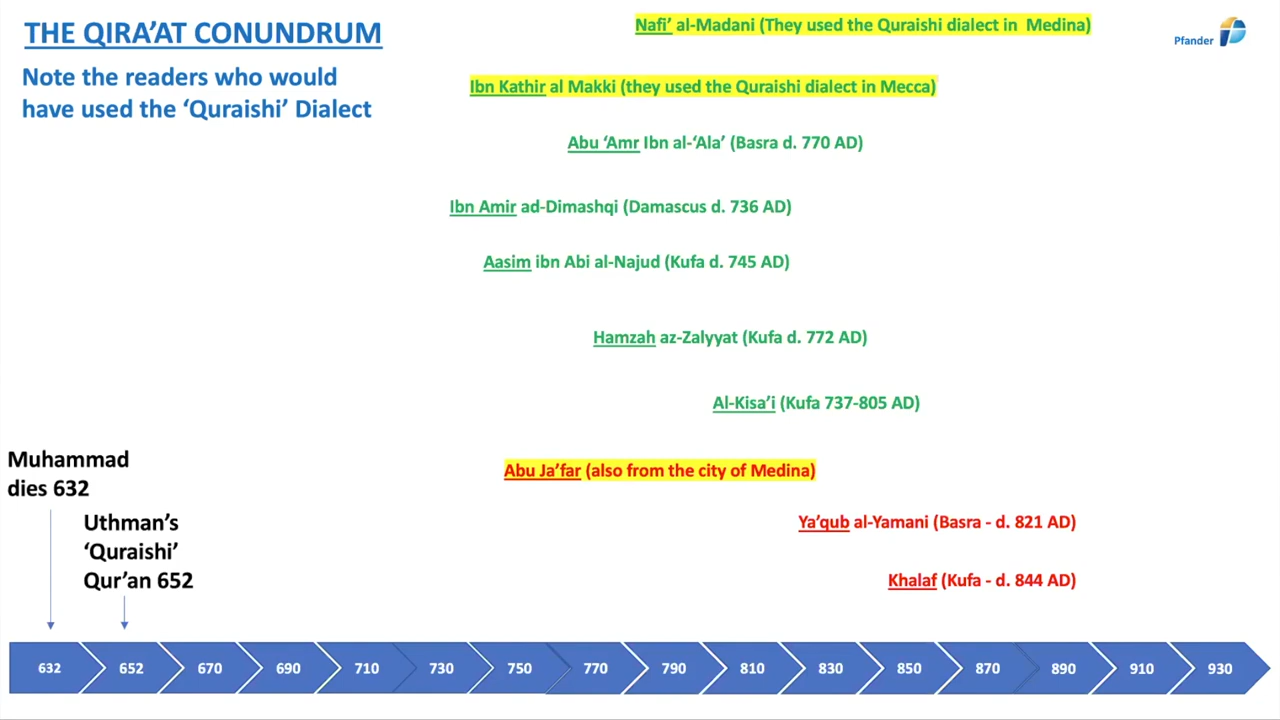 THE QIRA’AT CONUNDRUM
Note the readers who would
have used the ‘Quraishi’ Dialect
Nafi’ al-Madani (They used the Quraishi dialect in  Medina)
Pfander
Ibn Kathir al Makki (they used the Quraishi dialect in Mecca)
Abu ‘Amr Ibn al-‘Ala’ (Basra d. 770 AD)
Ibn Amir ad-Dimashqi (Damascus d. 736 AD)
Aasim ibn Abi al-Najud (Kufa d. 745 AD)
Hamzah az-Zalyyat (Kufa d. 772 AD)
Al-Kisa’i (Kufa 737-805 AD)
Abu Ja’far (also from the city of Medina)
Ya’qub al-Yamani (Basra - d. 821 AD)
Khalaf (Kufa - d. 844 AD)
Muhammad
dies 632
Uthman’s
‘Quraishi’
Qur’an 652
632 652 670 690 710 730 750 770 790 810 830 850 870 890 910 930